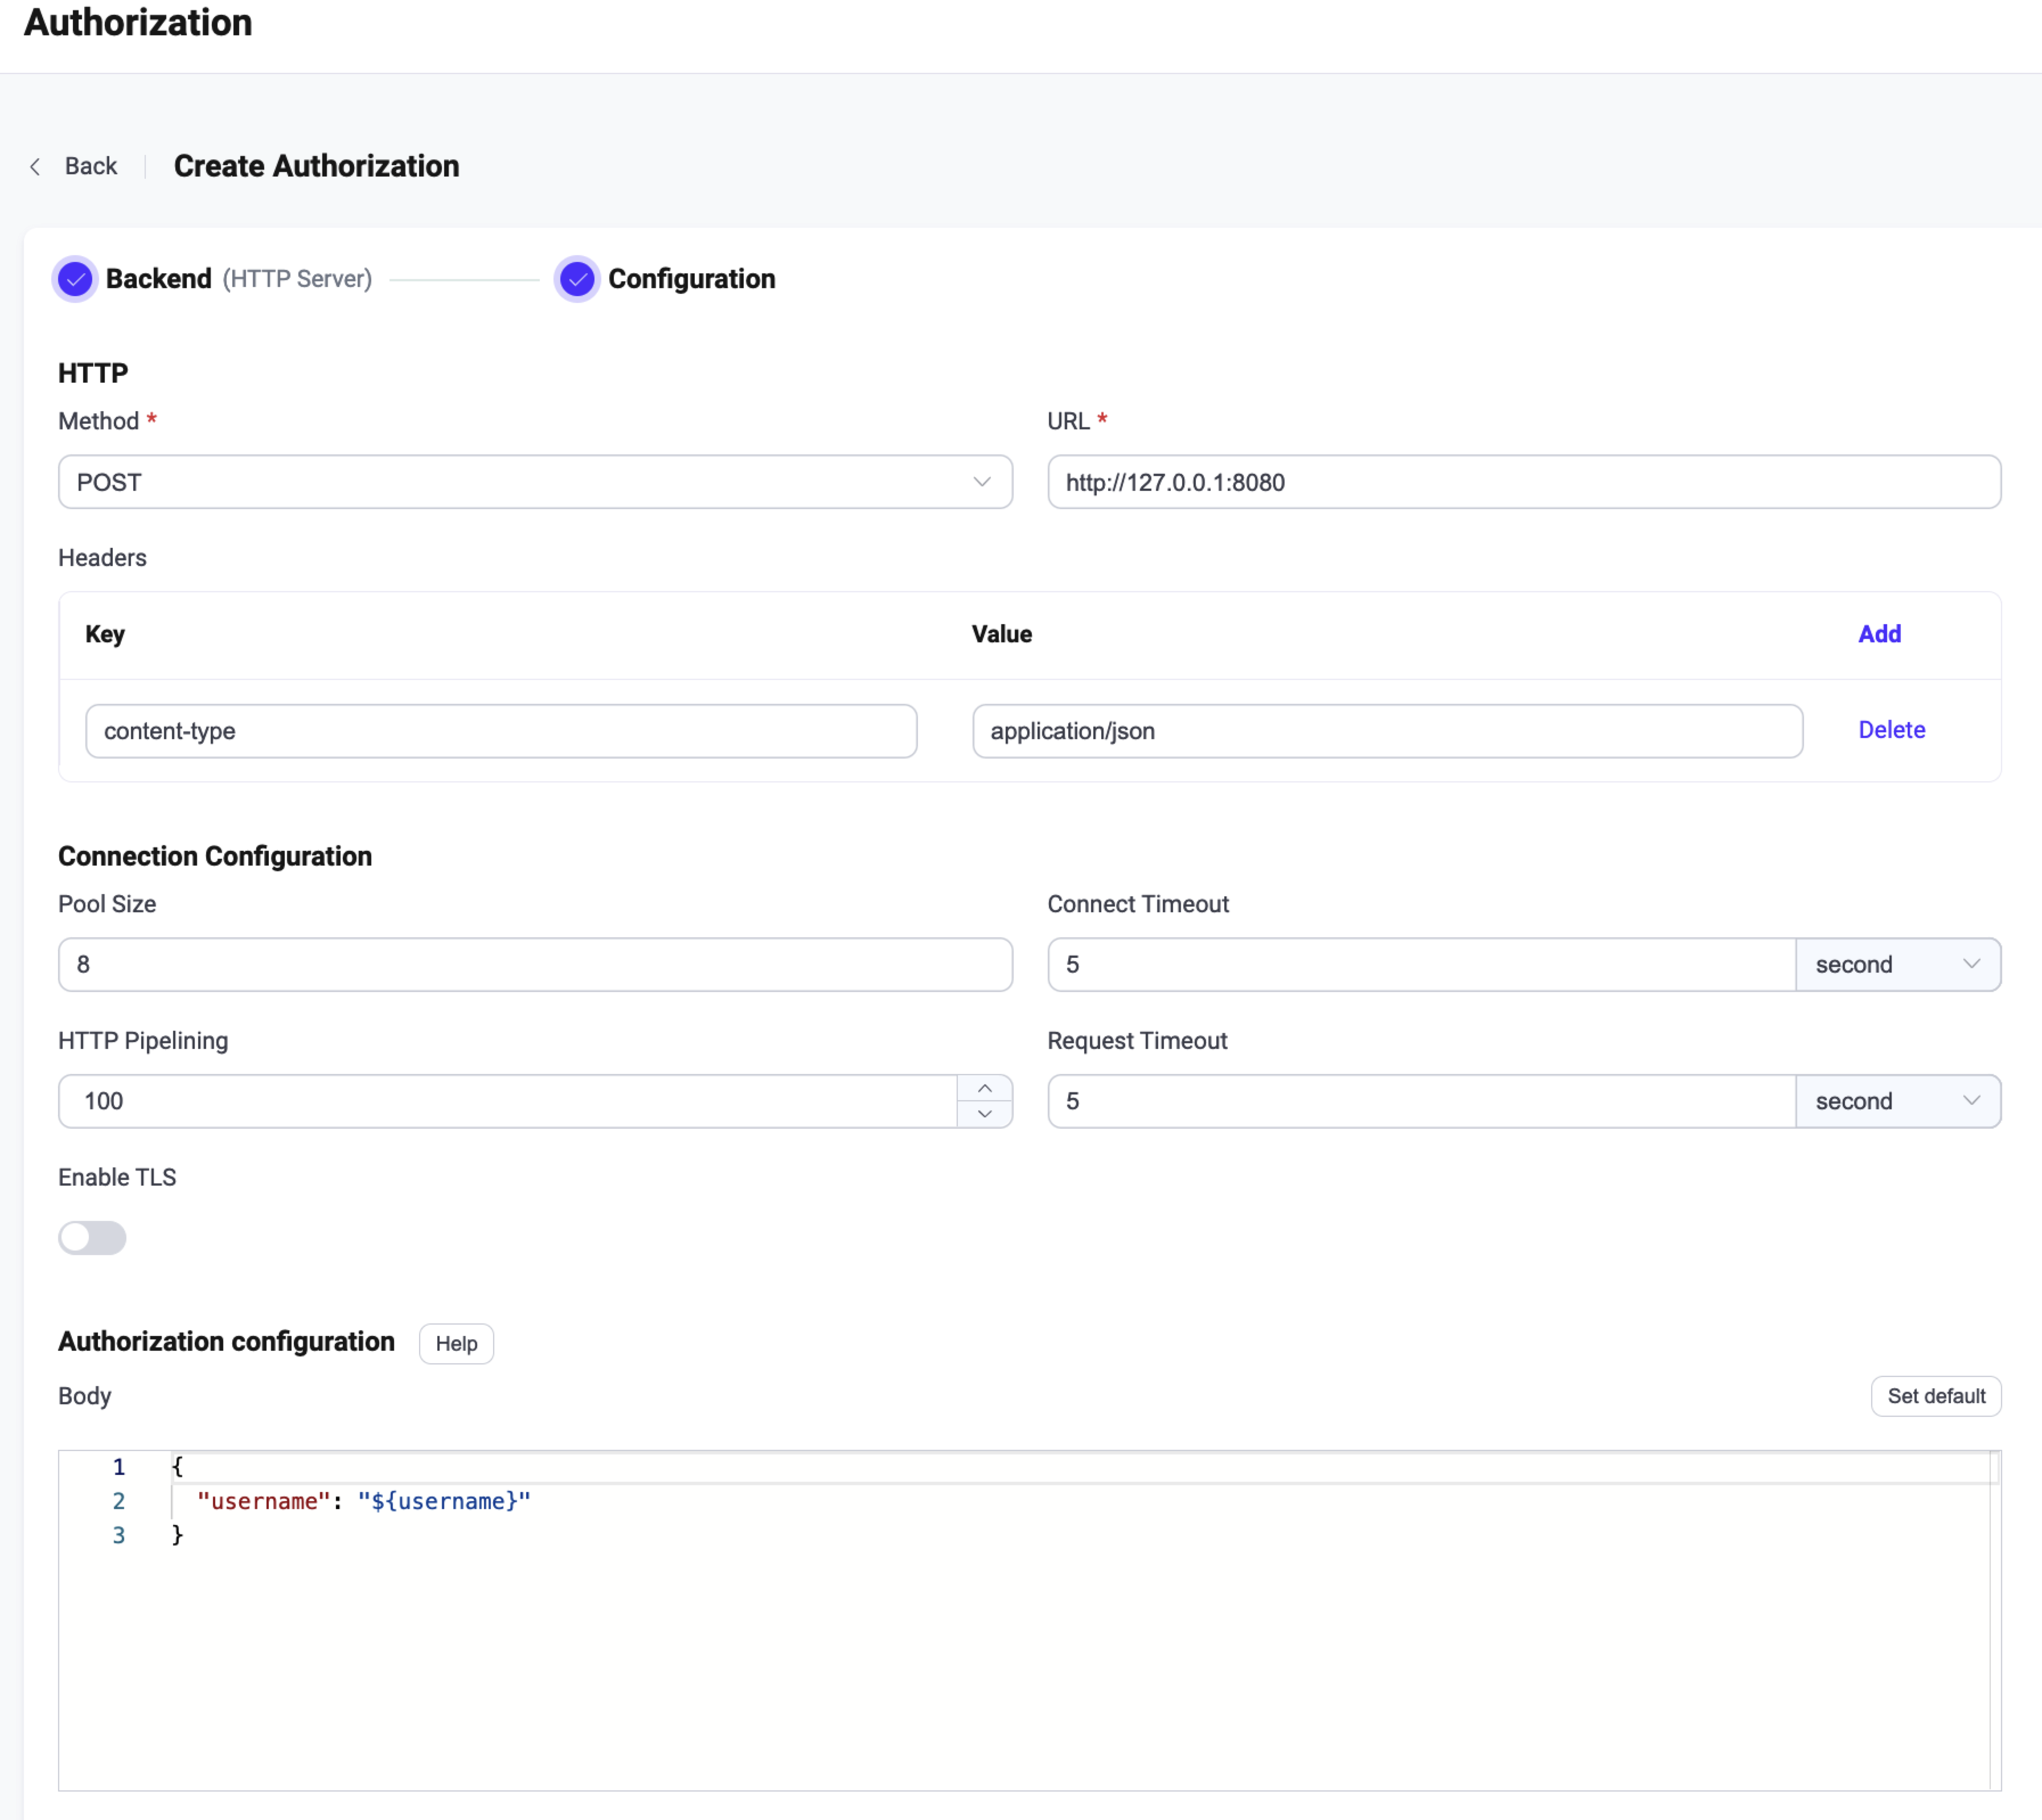 Authorization
Back
Create Authorization
Backend (HTTP Server)
Configuration
HTTP
Method *
URL *
POST
http://127.0.0.1:8080
Headers
Key
Value
Add
content-type
application/json
Delete
Connection Configuration
Pool Size
Connect Timeout
8
5
second
HTTP Pipelining
Request Timeout
100
5
second
Enable TLS
Authorization configuration
Help
Body
Set default
1 {
2 "username": "${username}"
3 }